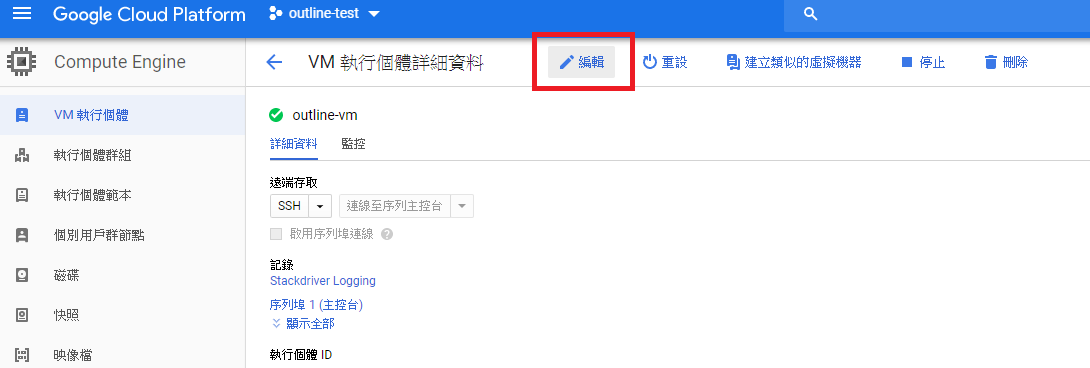 Google Cloud Platform outline-test
Compute Engine
VM 執行個體詳細資料 編輯 重設 建立類似的虛擬機器 停止 刪除
VM 執行個體
執行個體群組
執行個體範本
個別用戶群節點
磁碟
快照
映像檔
outline-vm
詳細資料 監控
遠端存取
SSH 連線至序列主控台
啟用序列埠連線
記錄
Stackdriver Logging
序列埠 1 (主控台)
顯示全部
執行個體 ID